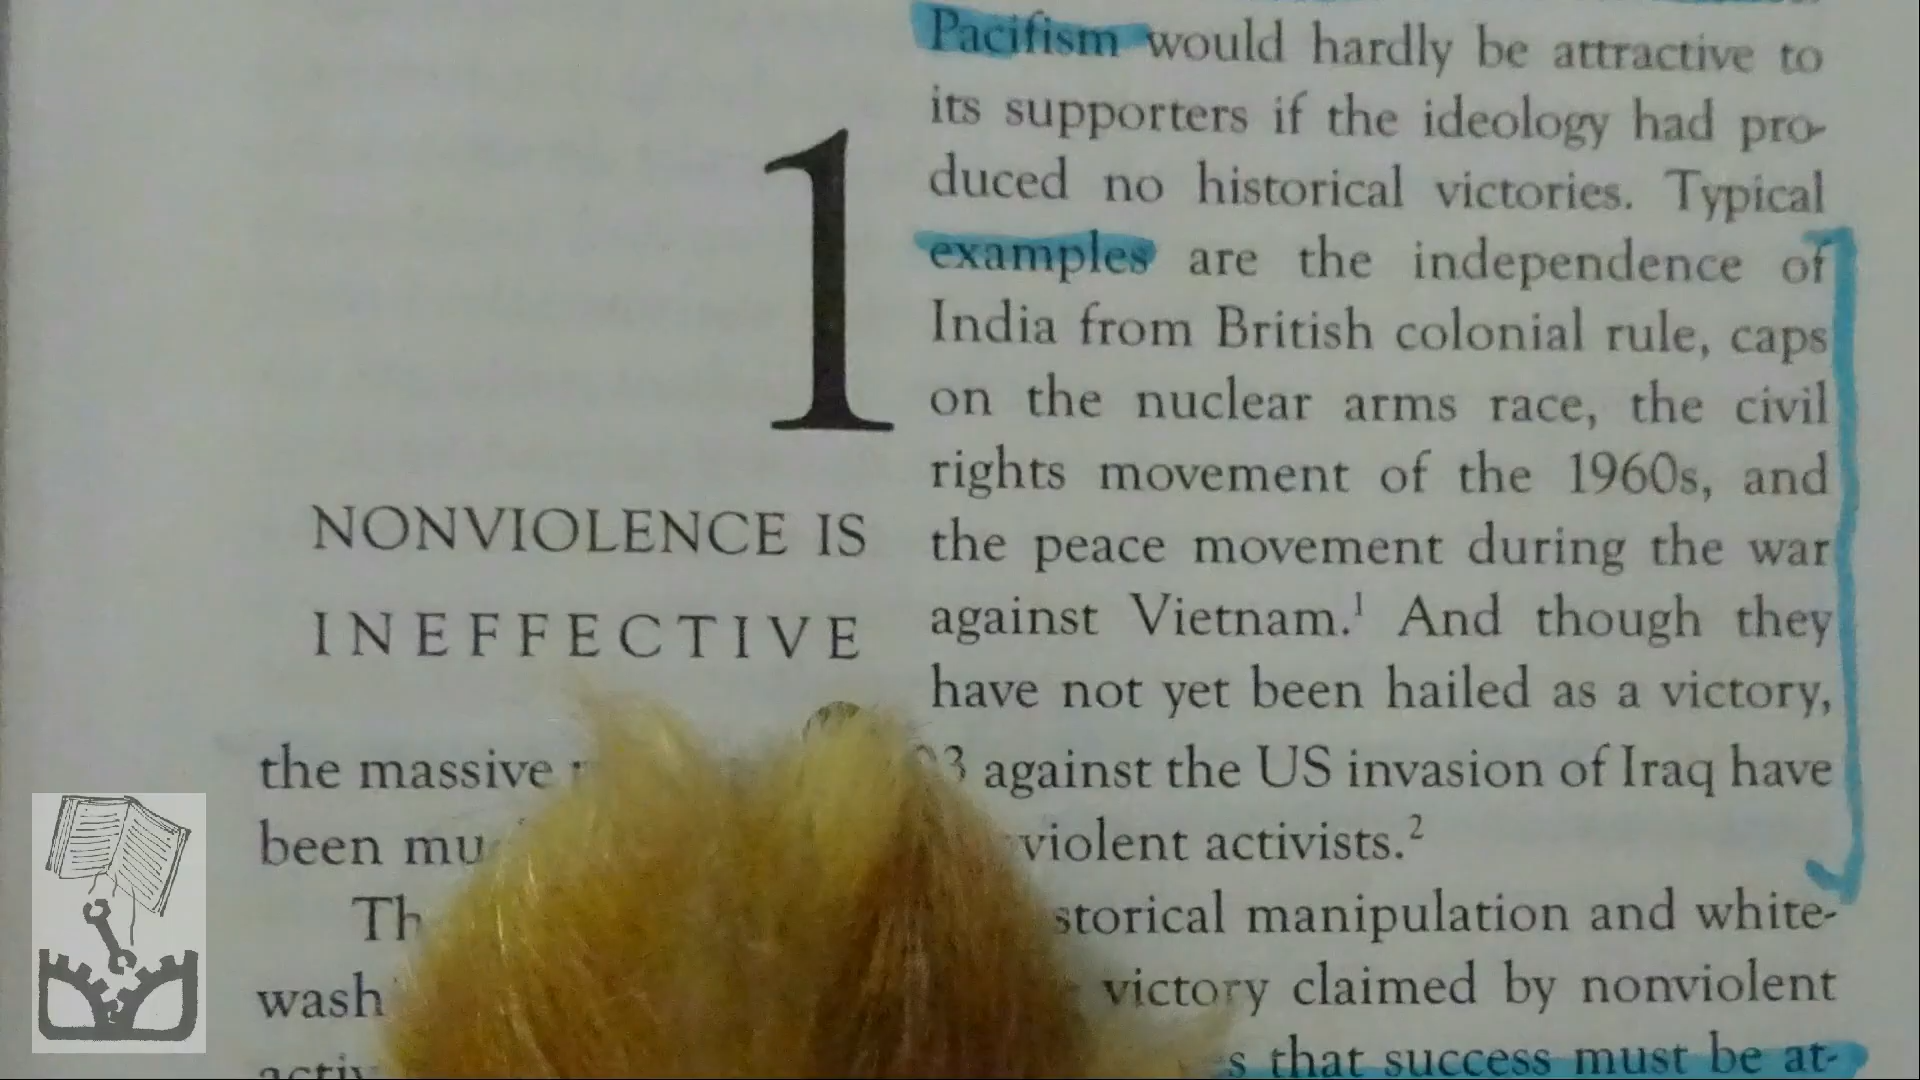 Pacifism would hardly be attractive to
its supporters if the ideology had pro-
duced no historical victories. Typical
examples are the independence of
India from British colonial rule, caps
on the nuclear arms race, the civil
rights movement of the 1960s, and
the peace movement during the war
against Vietnam.¹ And though they
have not yet been hailed as a victory,
1
NONVIOLENCE IS
INEFFECTIVE
the massive against the US invasion of Iraq have
been violent activists.²
storical manipulation and white-
wash victory claimed by nonviolent
s that success must be at-